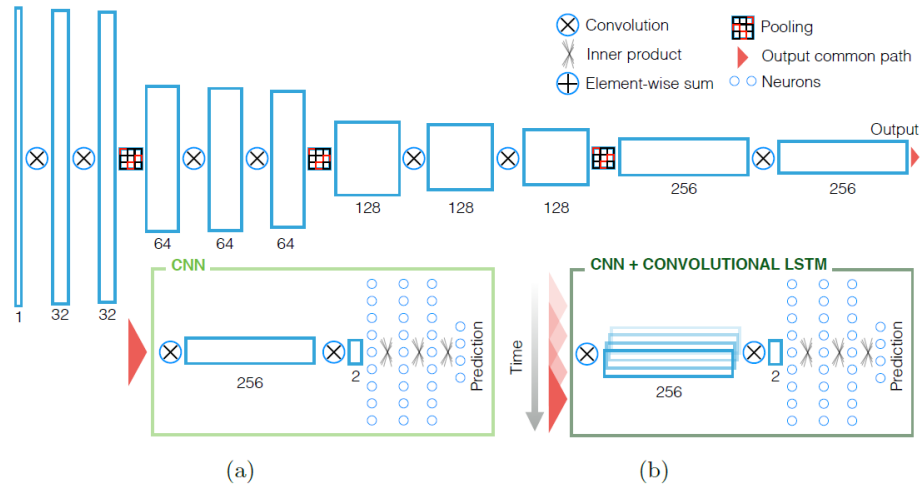 Convolution
Pooling
Inner product
Output common path
Element-wise sum
Neurons
Output
1
32
32
64
64
64
128
128
128
256
256
CNN
256
2
Prediction
CNN + CONVOLUTIONAL LSTM
Time
256
2
Prediction
(a)
(b)